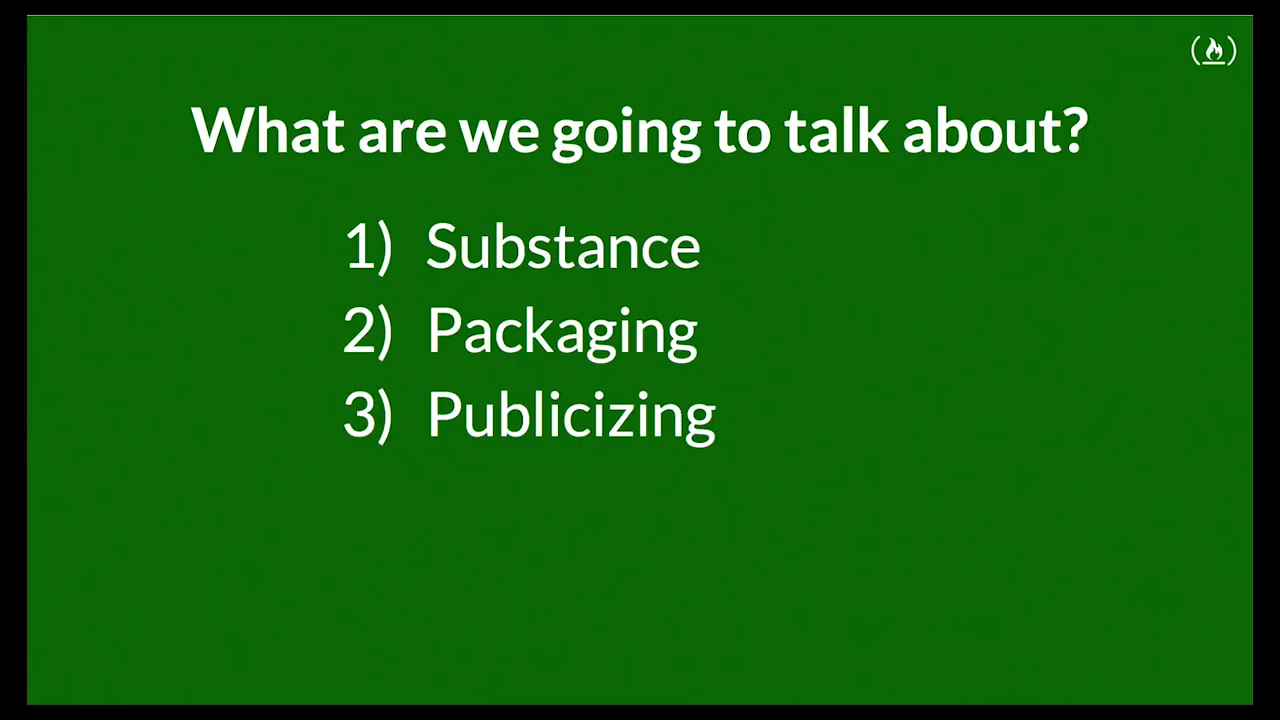 What are we going to talk about?
1) Substance
2) Packaging
3) Publicizing